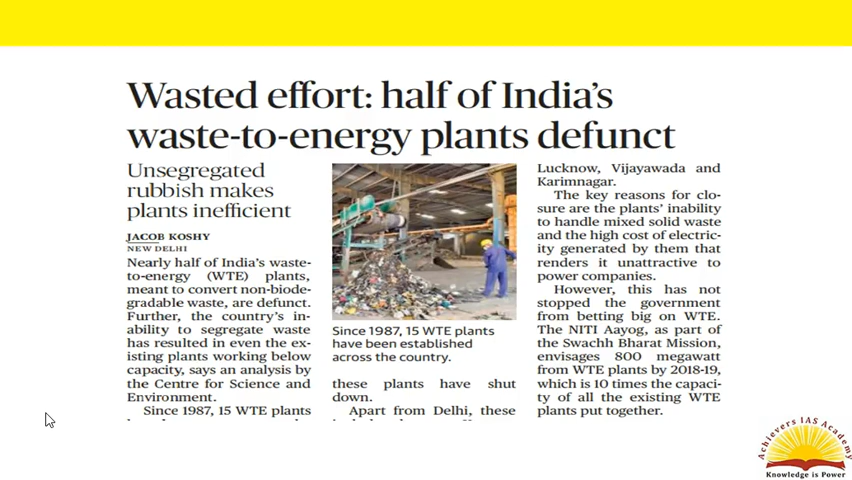 Wasted effort: half of India's
waste-to-energy plants defunct
Unsegregated
rubbish makes
plants inefficient
JACOB KOSHY
NEW DELHI
Nearly half of India's waste-
to-energy (WTE) plants,
meant to convert non-biode-
gradable waste, are defunct.
Further, the country's in-
ability to segregate waste
has resulted in even the ex-
isting plants working below
capacity, says an analysis by
the Centre for Science and
Environment.
Since 1987, 15 WTE plants
Since 1987, 15 WTE plants
have been established
across the country.
these plants have shut
down.
Apart from Delhi, these
Lucknow, Vijayawada and
Karimnagar.
The key reasons for clo-
sure are the plants' inability
to handle mixed solid waste
and the high cost of electric-
ity generated by them that
renders it unattractive to
power companies.
However, this has not
stopped the government
from betting big on WTE.
The NITI Aayog, as part of
the Swachh Bharat Mission,
envisages 800 megawatt
from WTE plants by 2018-19,
which is 10 times the capaci-
ty of all the existing WTE
plants put together.
Achievers IAS Academy
Knowledge is Power